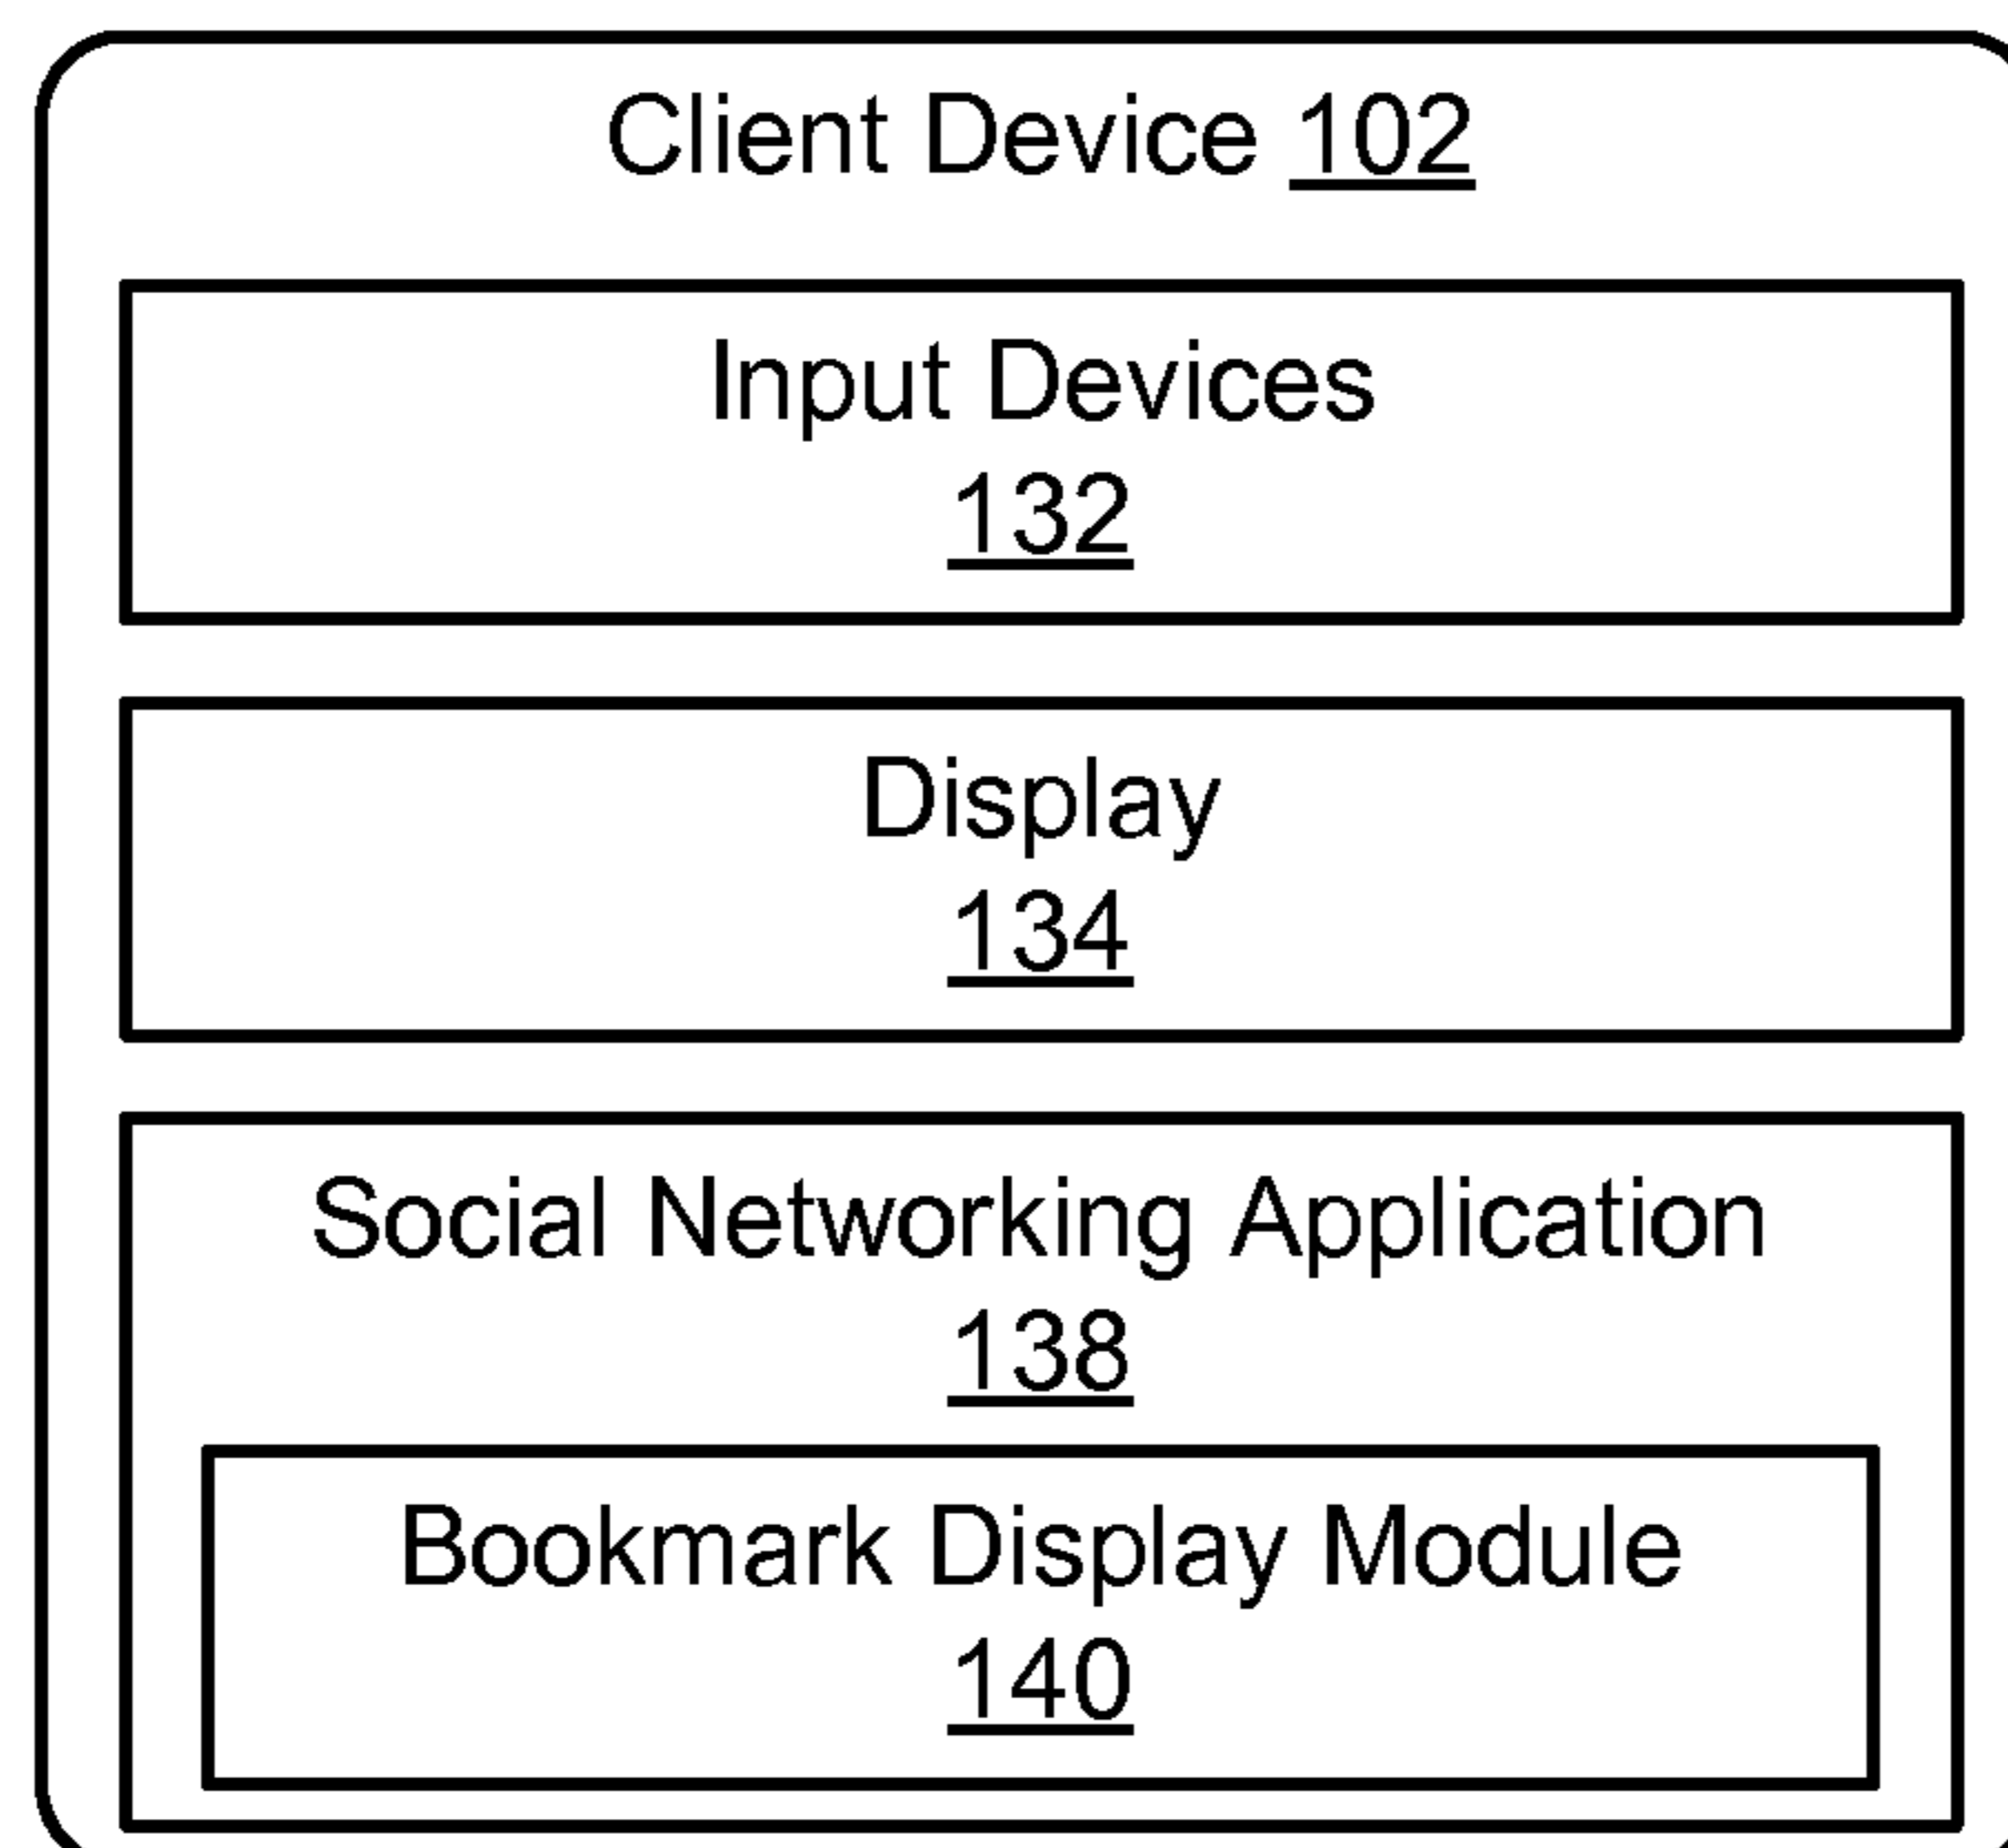 Client Device 102
Input Devices
132
Display
134
Social Networking Application
138
Bookmark Display Module
140